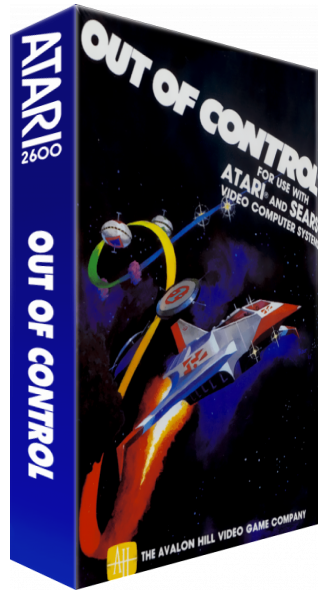 ATARI
2600
OUT OF CONTROL
OUT OF CONTROL
FOR USE WITH
ATARI® AND SEARS
VIDEO COMPUTER SYSTEMS
AH
THE AVALON HILL VIDEO GAME COMPANY